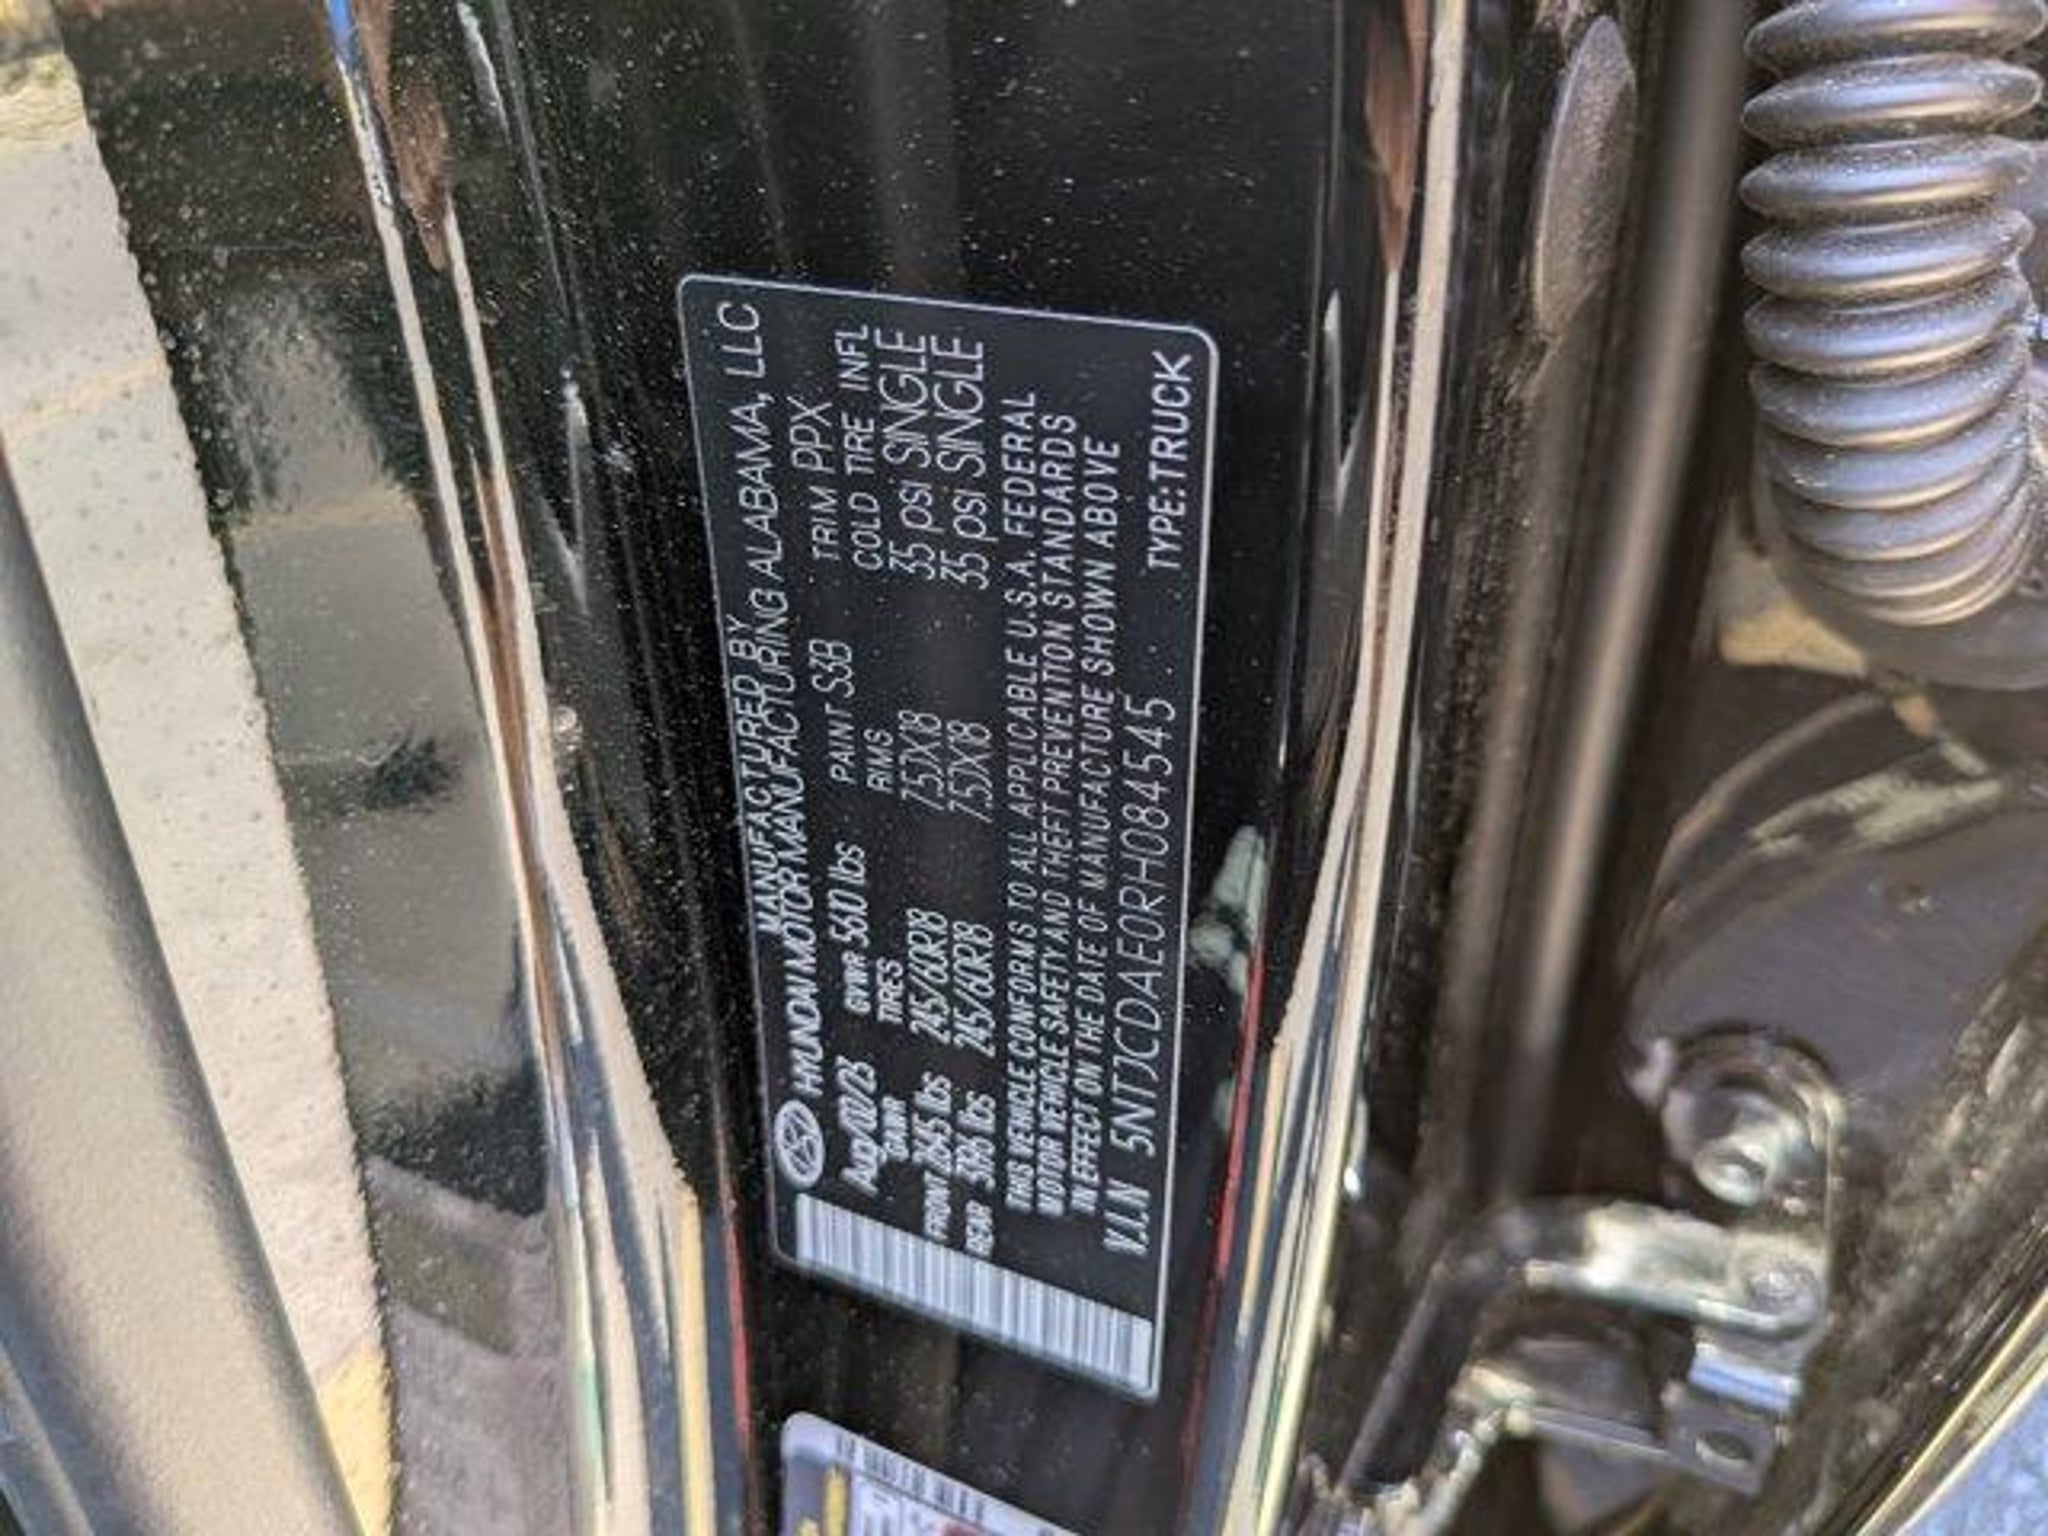 MANUFACTURED BY
HYUNDAI MOTOR MANUFACTURING ALABAMA, LLC
GVWR 5610 lbs PAINT S3B TRIM PPX
GAWR TIRES RIMS COLD TIRE INFL
FRONT 2645 lbs 245/60R18 7.5JX18 35 psi SINGLE
REAR 3196 lbs 245/60R18 7.5JX18 35 psi SINGLE
THIS VEHICLE CONFORMS TO ALL APPLICABLE U.S.A. FEDERAL
MOTOR VEHICLE SAFETY AND THEFT PREVENTION STANDARDS
IN EFFECT ON THE DATE OF MANUFACTURE SHOWN ABOVE
V.I.N 5NTJCDAE0RH084545 TYPE:TRUCK